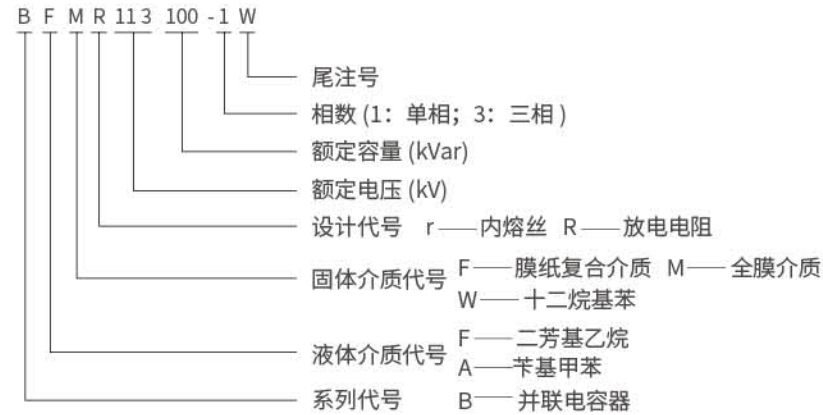 B F M R 113 100 -1 W
尾注号
相数 (1：单相；3：三相 )
额定容量 (kVar)
额定电压 (kV)
设计代号 r——内熔丝 R——放电电阻
固体介质代号 F——膜纸复合介质 M——全膜介质
W——十二烷基苯
液体介质代号 F——二芳基乙烷
A——苄基甲苯
系列代号 B——并联电容器